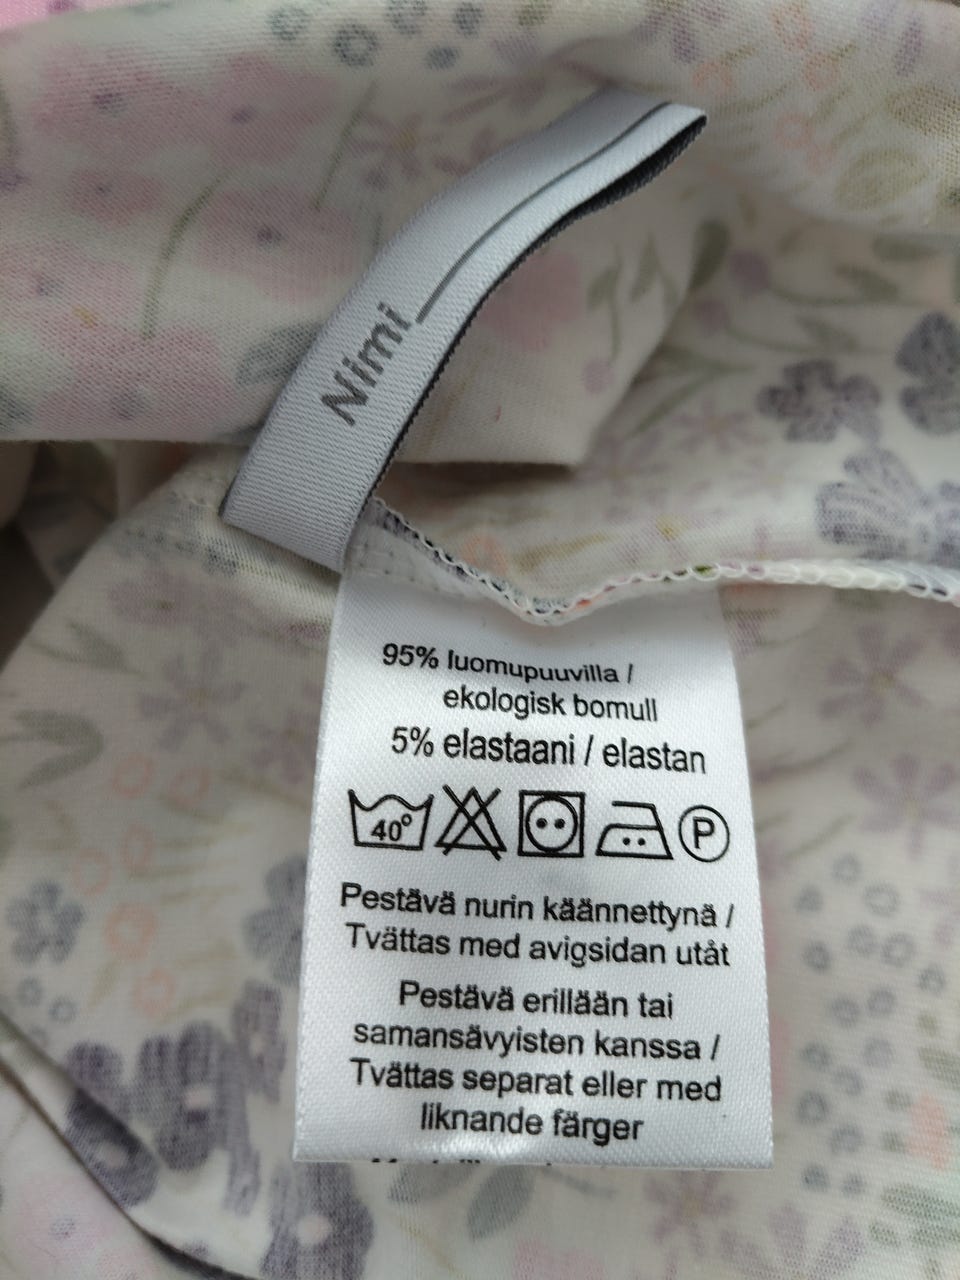 Nimi
95% luomupuuvilla /
ekologisk bomull
5% elastaani / elastan
40°
P
Pestävä nurin käännettynä /
Tvättas med avigsidan utåt
Pestävä erillään tai
samansävyisten kanssa /
Tvättas separat eller med
liknande färger